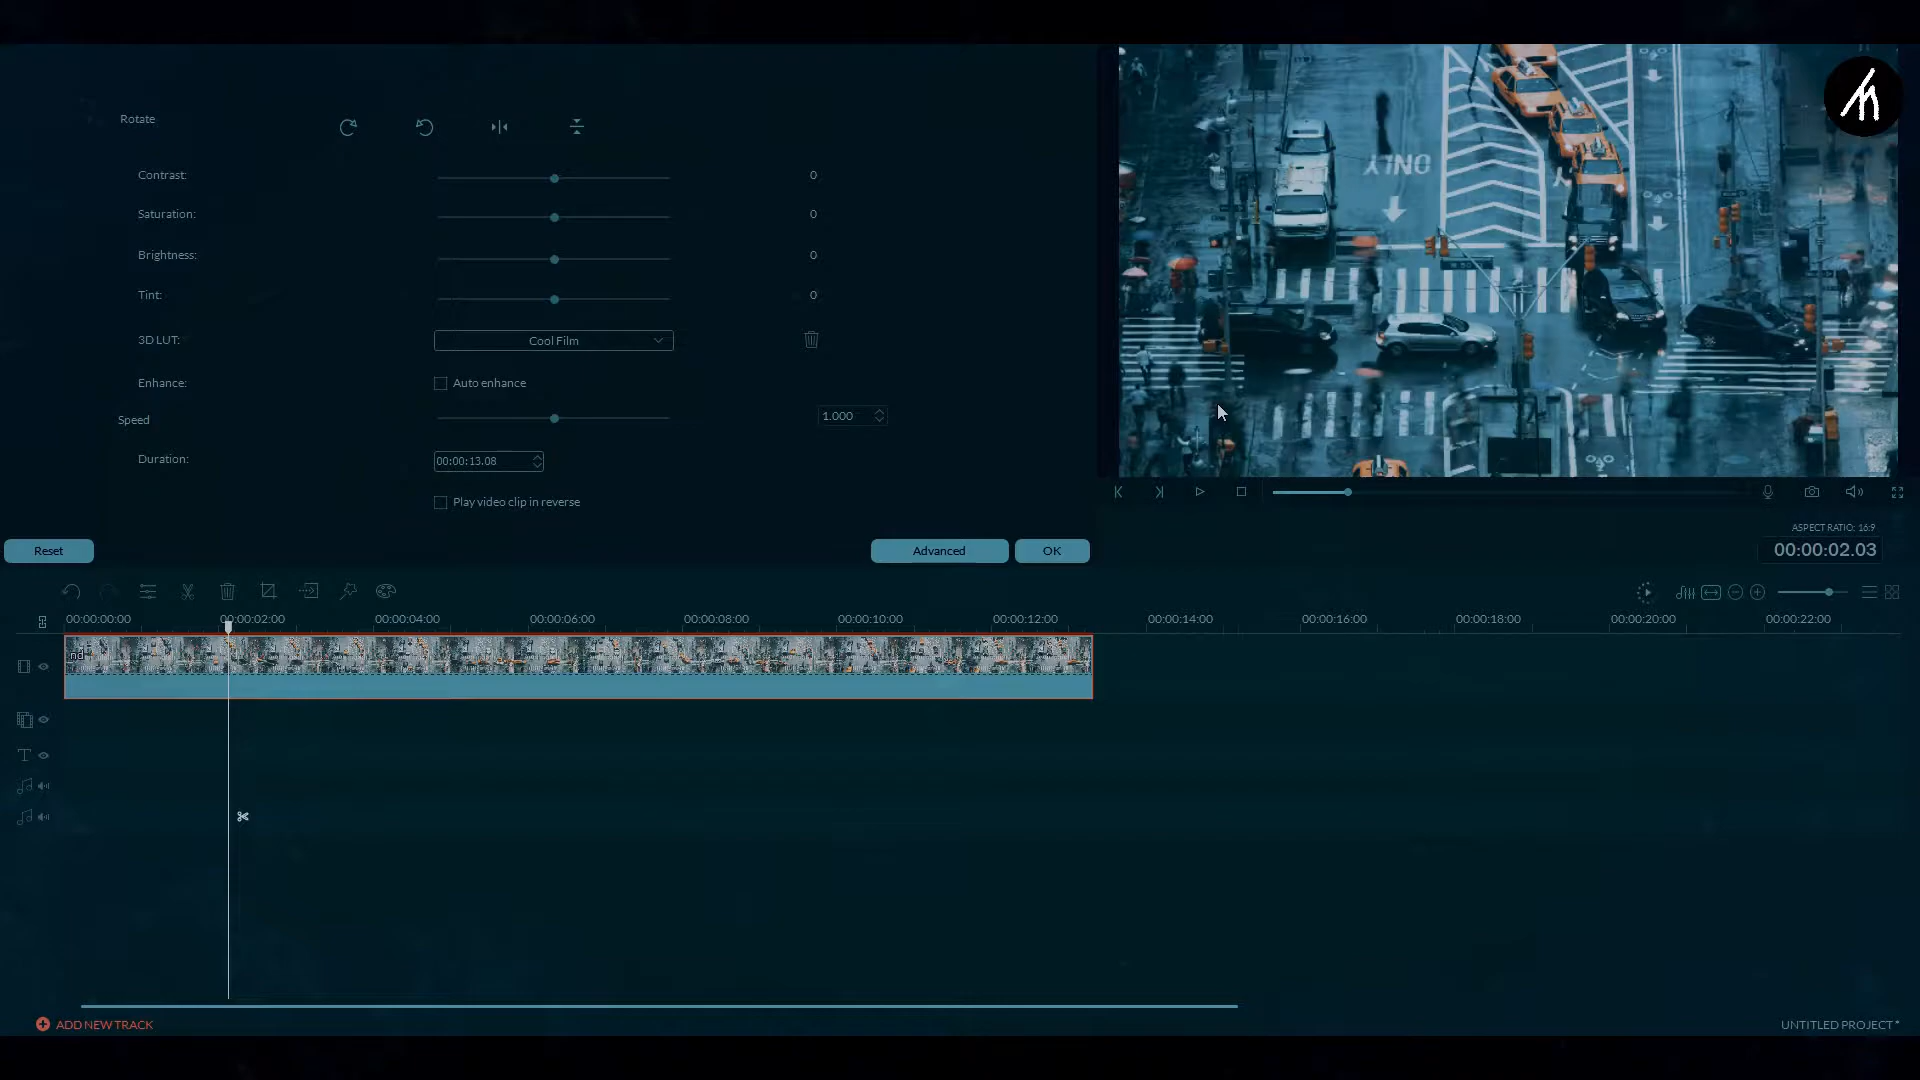 Rotate
Contrast: 0
Saturation: 0
Brightness: 0
Tint: 0
3D LUT: Cool Film
Enhance: Auto enhance
Speed 1.000
Duration: 00:00:13.08
Play video clip in reverse
Reset Advanced OK
ONLY
ASPECT RATIO: 16:9
00:00:02.03
00:00:00:00 00:00:02:00 00:00:04:00 00:00:06:00 00:00:08:00 00:00:10:00 00:00:12:00 00:00:14:00 00:00:16:00 00:00:18:00 00:00:20:00 00:00:22:00
nd
ADD NEW TRACK
UNTITLED PROJECT *